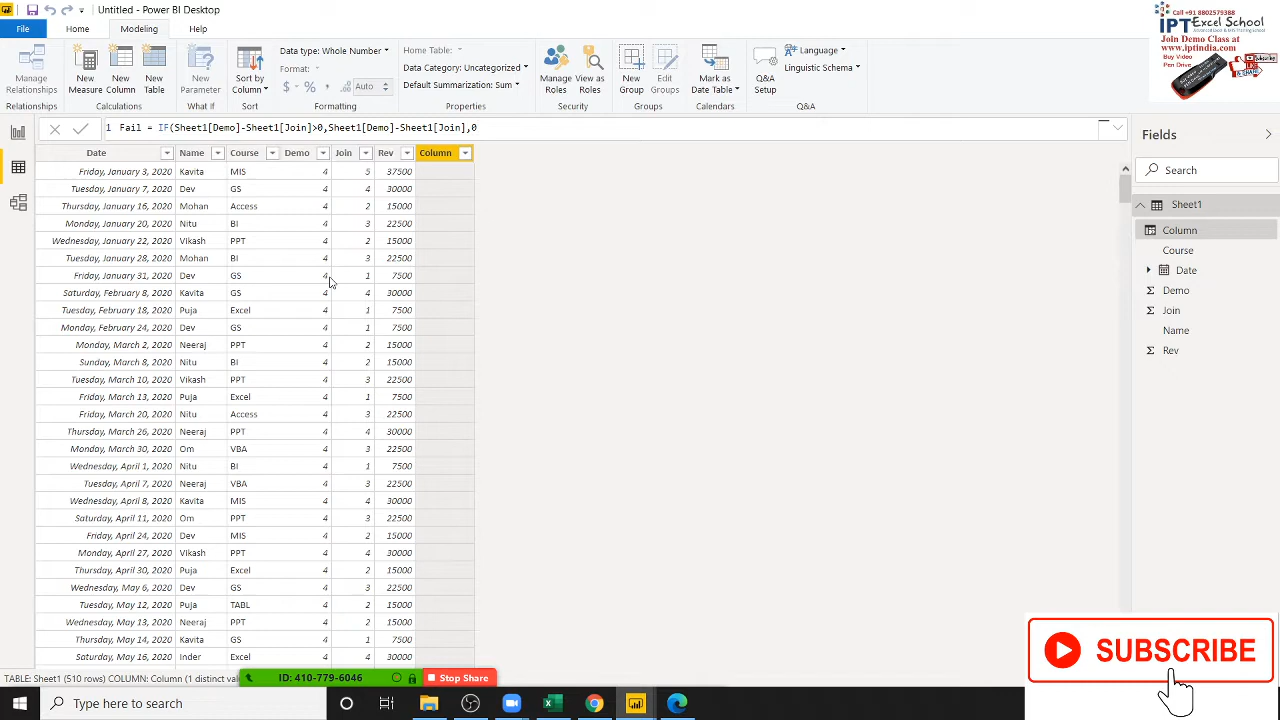 Untitled - Power BI Desktop
File Home Modeling Help
Manage Relationships
Relationships
New Measure
New Column
New Table
Calculations
New Parameter
What If
Sort by Column
Sort
Data type: Whole Number
Format:
$ % , Auto
Formatting
Home Table:
Data Category: Uncategorized
Default Summarization: Sum
Properties
Manage Roles
View as Roles
Security
New Group
Edit Groups
Groups
Mark as Date Table
Calendars
Q&A Setup
Language
Linguistic Schema
Q&A
Call +91 8802579388
IPT Excel School
Join Demo Class at
www.iptindia.com
Buy Video
Pen Drive
1 Fail = IF(Sheet1[Demo]-Sheet1[Join]>0,Sheet1[Demo]-Sheet1[Join],0
Date Name Course Demo Join Rev Column
Friday, January 3, 2020 Kavita MIS 4 5 37500
Tuesday, January 7, 2020 Dev GS 4 4 30000
Thursday, January 16, 2020 Mohan Access 4 2 15000
Monday, January 20, 2020 Nitu BI 4 3 22500
Wednesday, January 22, 2020 Vikash PPT 4 2 15000
Tuesday, January 28, 2020 Mohan BI 4 3 22500
Friday, January 31, 2020 Dev GS 4 1 7500
Saturday, February 8, 2020 Kavita GS 4 4 30000
Tuesday, February 18, 2020 Puja Excel 4 1 7500
Monday, February 24, 2020 Dev GS 4 1 7500
Monday, March 2, 2020 Neeraj PPT 4 2 15000
Sunday, March 8, 2020 Nitu BI 4 2 15000
Tuesday, March 10, 2020 Vikash PPT 4 3 22500
Friday, March 13, 2020 Puja Excel 4 1 7500
Friday, March 20, 2020 Nitu Access 4 3 22500
Thursday, March 26, 2020 Neeraj PPT 4 4 30000
Monday, March 30, 2020 Om VBA 4 3 22500
Wednesday, April 1, 2020 Nitu BI 4 1 7500
Tuesday, April 7, 2020 Neeraj VBA 4 3 22500
Wednesday, April 8, 2020 Kavita MIS 4 4 30000
Saturday, April 11, 2020 Om PPT 4 3 22500
Friday, April 24, 2020 Dev MIS 4 2 15000
Monday, April 27, 2020 Vikash PPT 4 4 30000
Thursday, April 30, 2020 Puja Excel 4 2 15000
Wednesday, May 6, 2020 Dev GS 4 3 22500
Tuesday, May 12, 2020 Puja TABL 4 2 15000
Wednesday, May 13, 2020 Neeraj PPT 4 2 15000
Thursday, May 14, 2020 Kavita GS 4 1 7500
Saturday, May 16, 2020 Inder Excel 4 4 30000
Fields
Search
Sheet1
Column
Course
Date
Demo
Join
Name
Rev
SUBSCRIBE
TABLE: Sheet1 (510 rows) COLUMN: Column (1 distinct val
ID: 410-779-6046
Stop Share
Type here to search